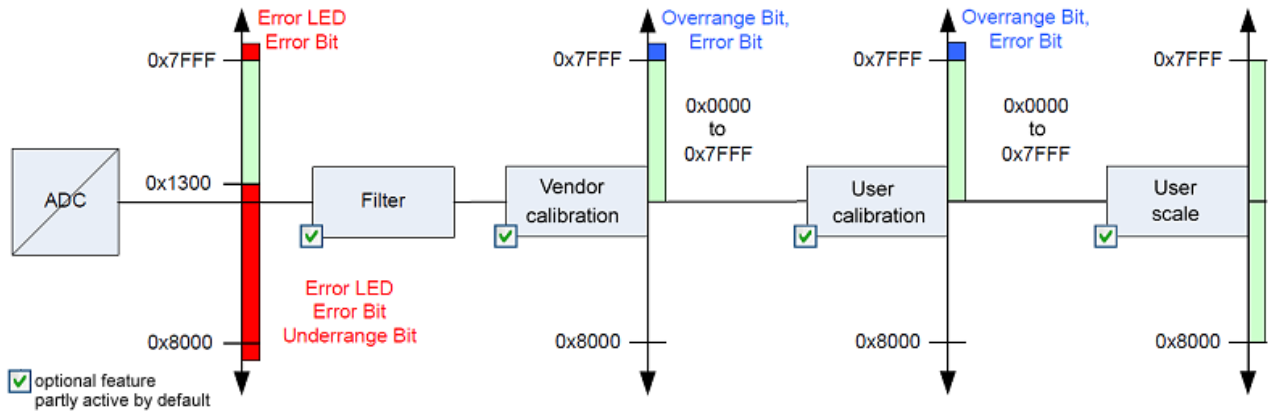 Error LED
Error Bit
0x7FFF
0x1300
0x8000
ADC
Error LED
Error Bit
Underrange Bit
Filter
Vendor
calibration
Overrange Bit,
Error Bit
0x7FFF
0x0000
to
0x7FFF
0x8000
User
calibration
Overrange Bit,
Error Bit
0x7FFF
0x0000
to
0x7FFF
0x8000
User
scale
0x7FFF
0x8000
optional feature
partly active by default